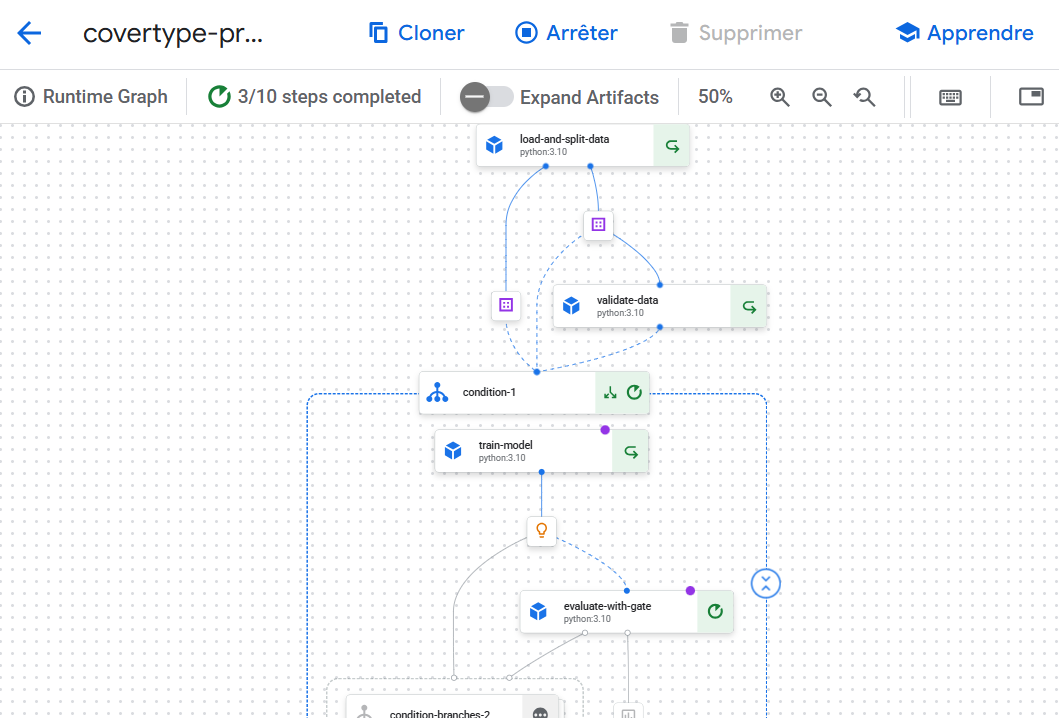 covertype-pr...
Cloner
Arrêter
Supprimer
Apprendre
Runtime Graph
3/10 steps completed
Expand Artifacts
50%
load-and-split-data
python:3.10
validate-data
python:3.10
condition-1
train-model
python:3.10
evaluate-with-gate
python:3.10
condition-branches-2